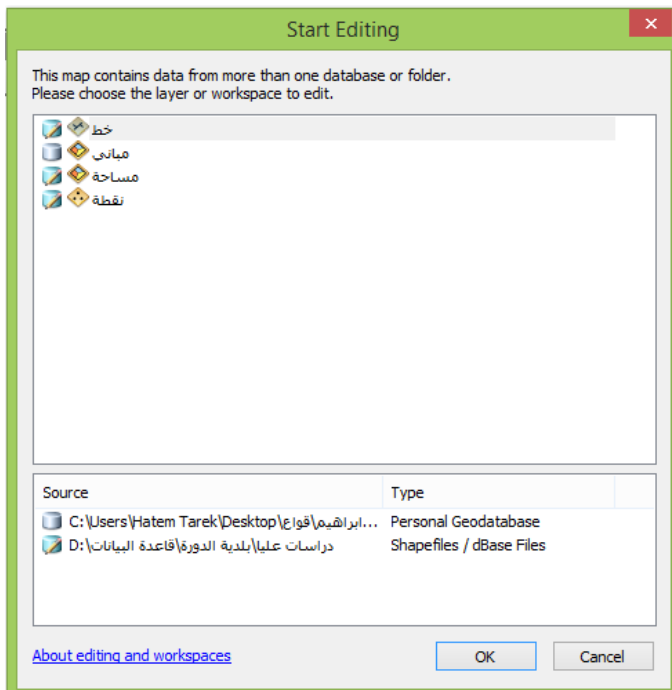 Start Editing
This map contains data from more than one database or folder.
Please choose the layer or workspace to edit.
خط
مباني
مساحة
نقطة
Source Type
C:\Users\Hatem Tarek\Desktop\ابراهيم\قواع... Personal Geodatabase
D:\دراسات عليا\بلدية الدورة\قاعدة البيانات Shapefiles / dBase Files
About editing and workspaces OK Cancel